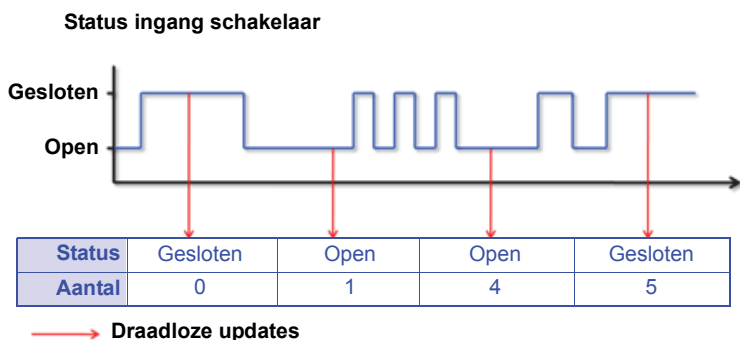 Status ingang schakelaar
Gesloten
Open
Status Gesloten Open Open Gesloten
Aantal 0 1 4 5
Draadloze updates